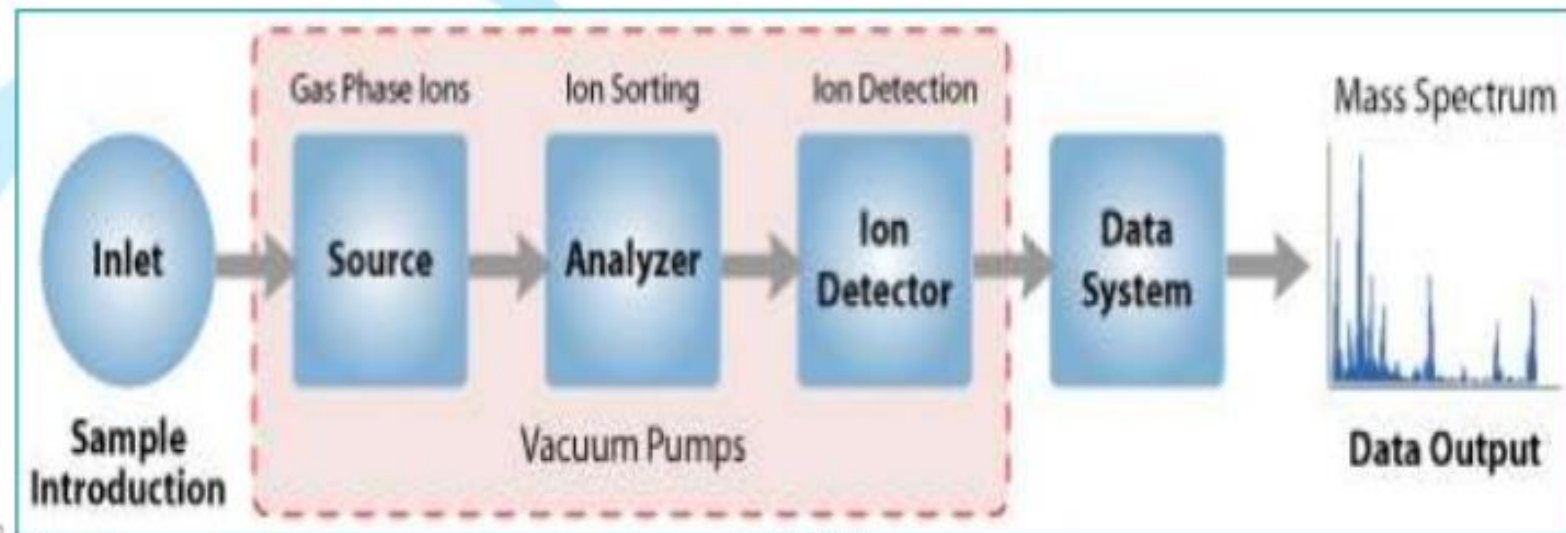 Gas Phase Ions
Ion Sorting
Ion Detection
Mass Spectrum
Inlet
Source
Analyzer
Ion
Detector
Data
System
Sample
Introduction
Vacuum Pumps
Data Output